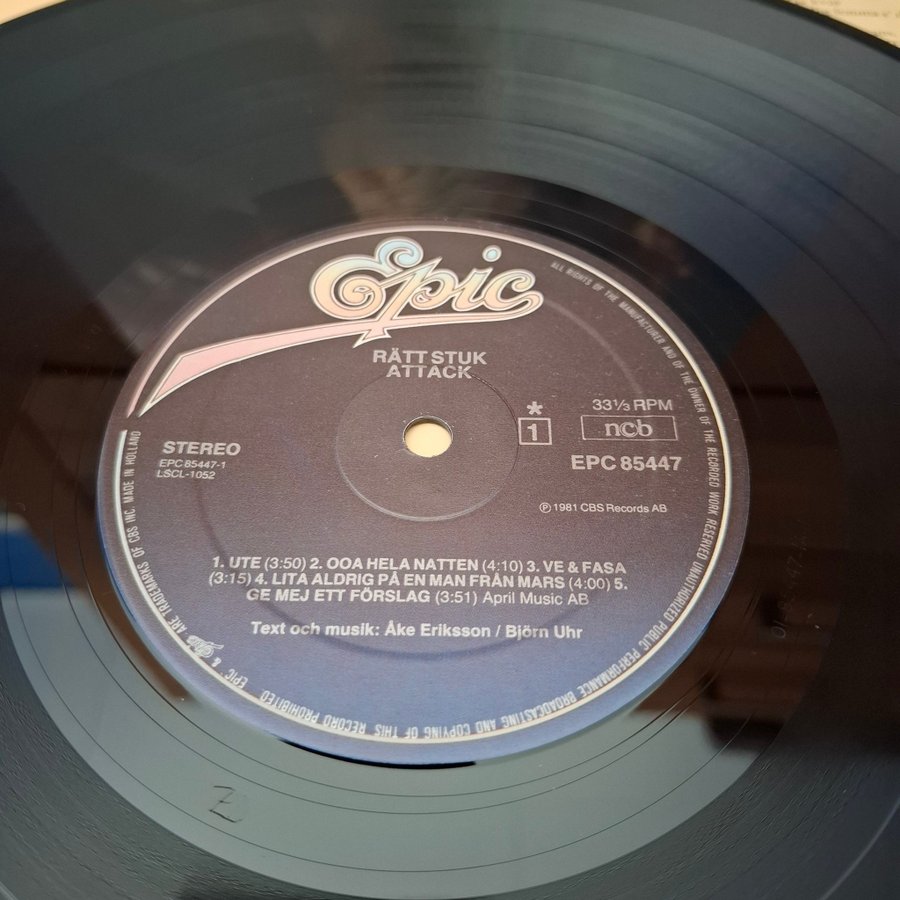 Epic
RÄTT STUK
ATTACK
STEREO
EPC 85447-1
LSCL-1052
*
1
33⅓ RPM
ncb
EPC 85447
℗ 1981 CBS Records AB
1. UTE (3:50) 2. OOA HELA NATTEN (4:10) 3. VE & FASA
(3:15) 4. LITA ALDRIG PÅ EN MAN FRÅN MARS (4:00) 5.
GE MEJ ETT FÖRSLAG (3:51) April Music AB
Text och musik: Åke Eriksson / Björn Uhr
ALL RIGHTS OF THE MANUFACTURER AND OF THE OWNER OF THE RECORDED WORK RESERVED UNAUTHORIZED PUBLIC PERFORMANCE BROADCASTING AND COPYING OF THIS RECORD PROHIBITED
EPIC & Epic ARE TRADEMARKS OF CBS INC. MADE IN HOLLAND